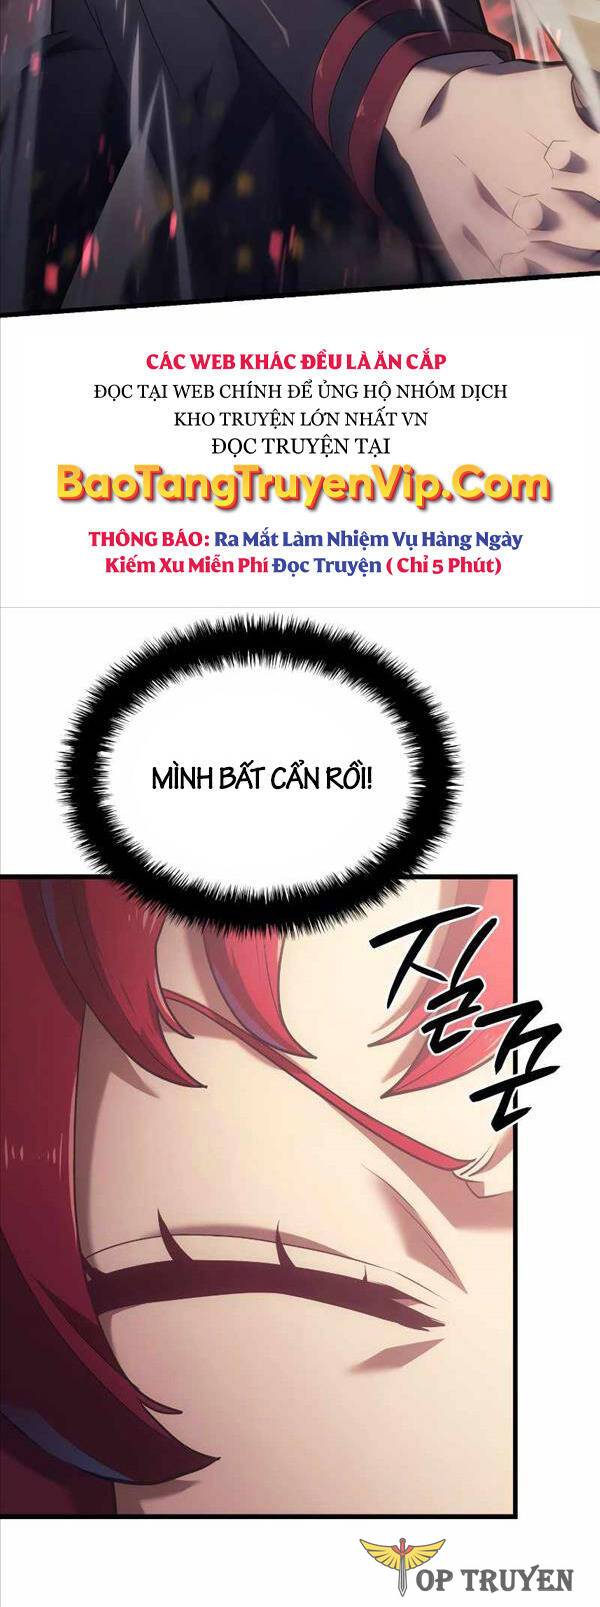 CÁC WEB KHÁC ĐỀU LÀ ĂN CẮP
ĐỌC TẠI WEB CHÍNH ĐỂ ỦNG HỘ NHÓM DỊCH
KHO TRUYỆN LỚN NHẤT VN
ĐỌC TRUYỆN TẠI
BaoTangTruyenVip.Com
THÔNG BÁO: Ra Mắt Làm Nhiệm Vụ Hàng Ngày
Kiếm Xu Miễn Phí Đọc Truyện ( Chỉ 5 Phút)
MÌNH BẤT CẨN RỒI!
질끈
TOP TRUYEN